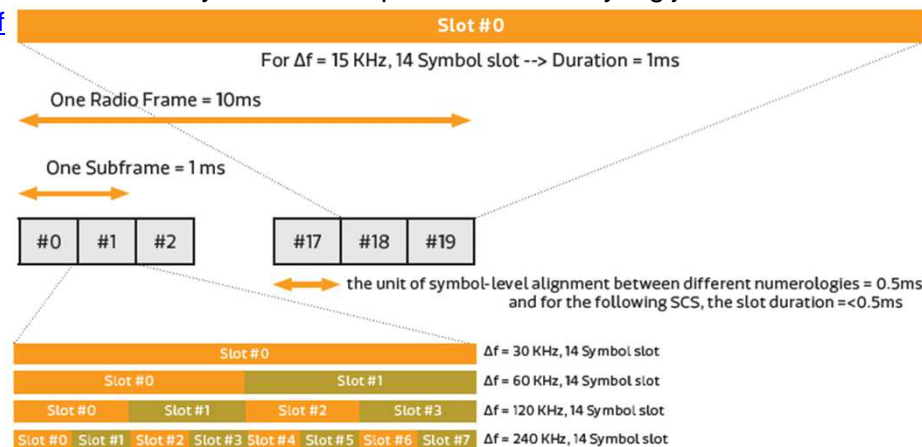 f
Slot #0
For Δf = 15 KHz, 14 Symbol slot --> Duration = 1ms
One Radio Frame = 10ms
One Subframe = 1 ms
#0 #1 #2 #17 #18 #19
the unit of symbol-level alignment between different numerologies = 0.5ms
and for the following SCS, the slot duration =<0.5ms
Slot #0 Δf = 30 KHz, 14 Symbol slot
Slot #0 Slot #1 Δf = 60 KHz, 14 Symbol slot
Slot #0 Slot #1 Slot #2 Slot #3 Δf = 120 KHz, 14 Symbol slot
Slot #0 Slot #1 Slot #2 Slot #3 Slot #4 Slot #5 Slot #6 Slot #7 Δf = 240 KHz, 14 Symbol slot